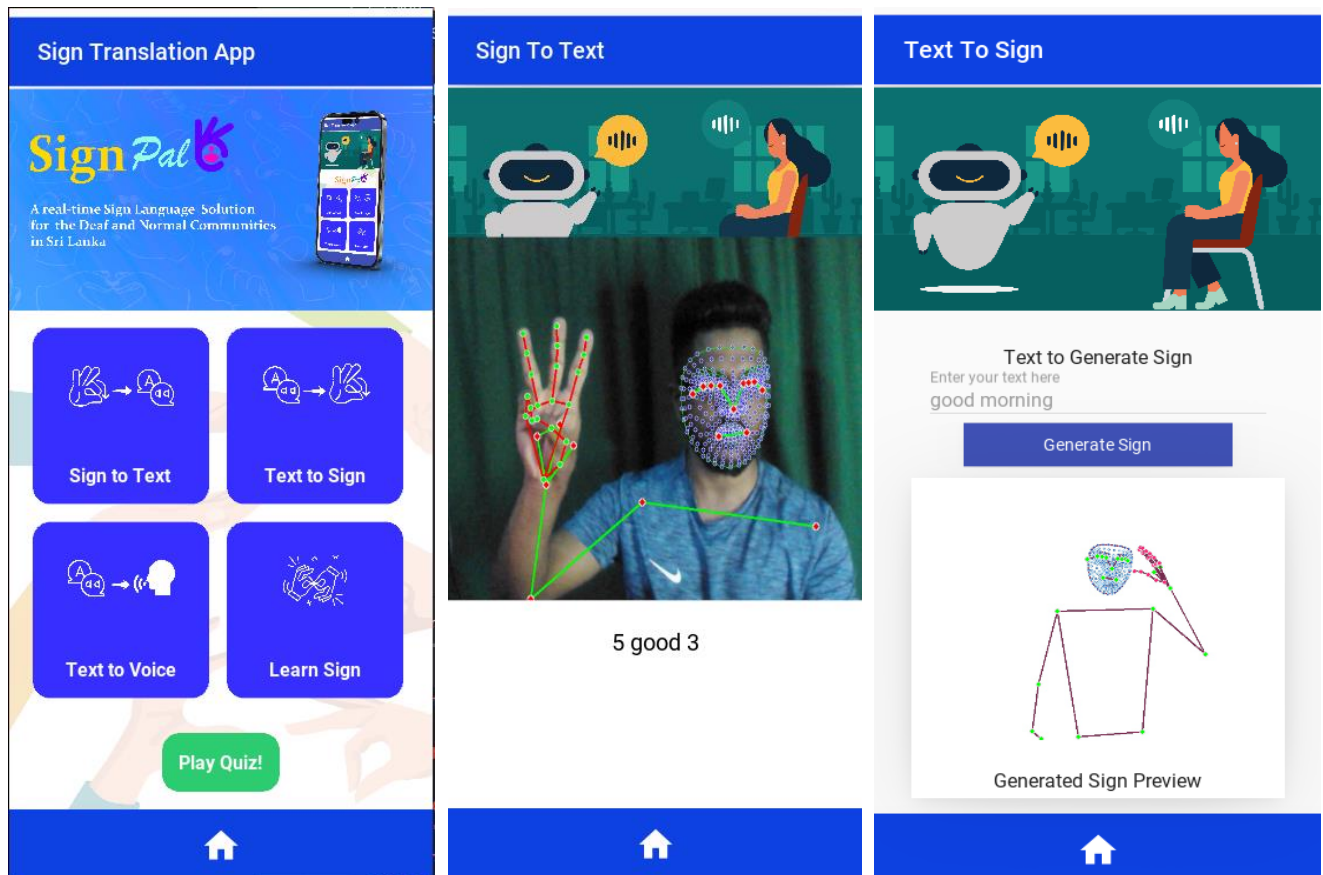 Sign Translation App
Sign Pal
A real-time Sign Language Solution
for the Deaf and Normal Communities
in Sri Lanka
Sign to Text
Text to Sign
Text to Voice
Learn Sign
Play Quiz!
Sign To Text
5 good 3
Text To Sign
Text to Generate Sign
Enter your text here
good morning
Generate Sign
Generated Sign Preview